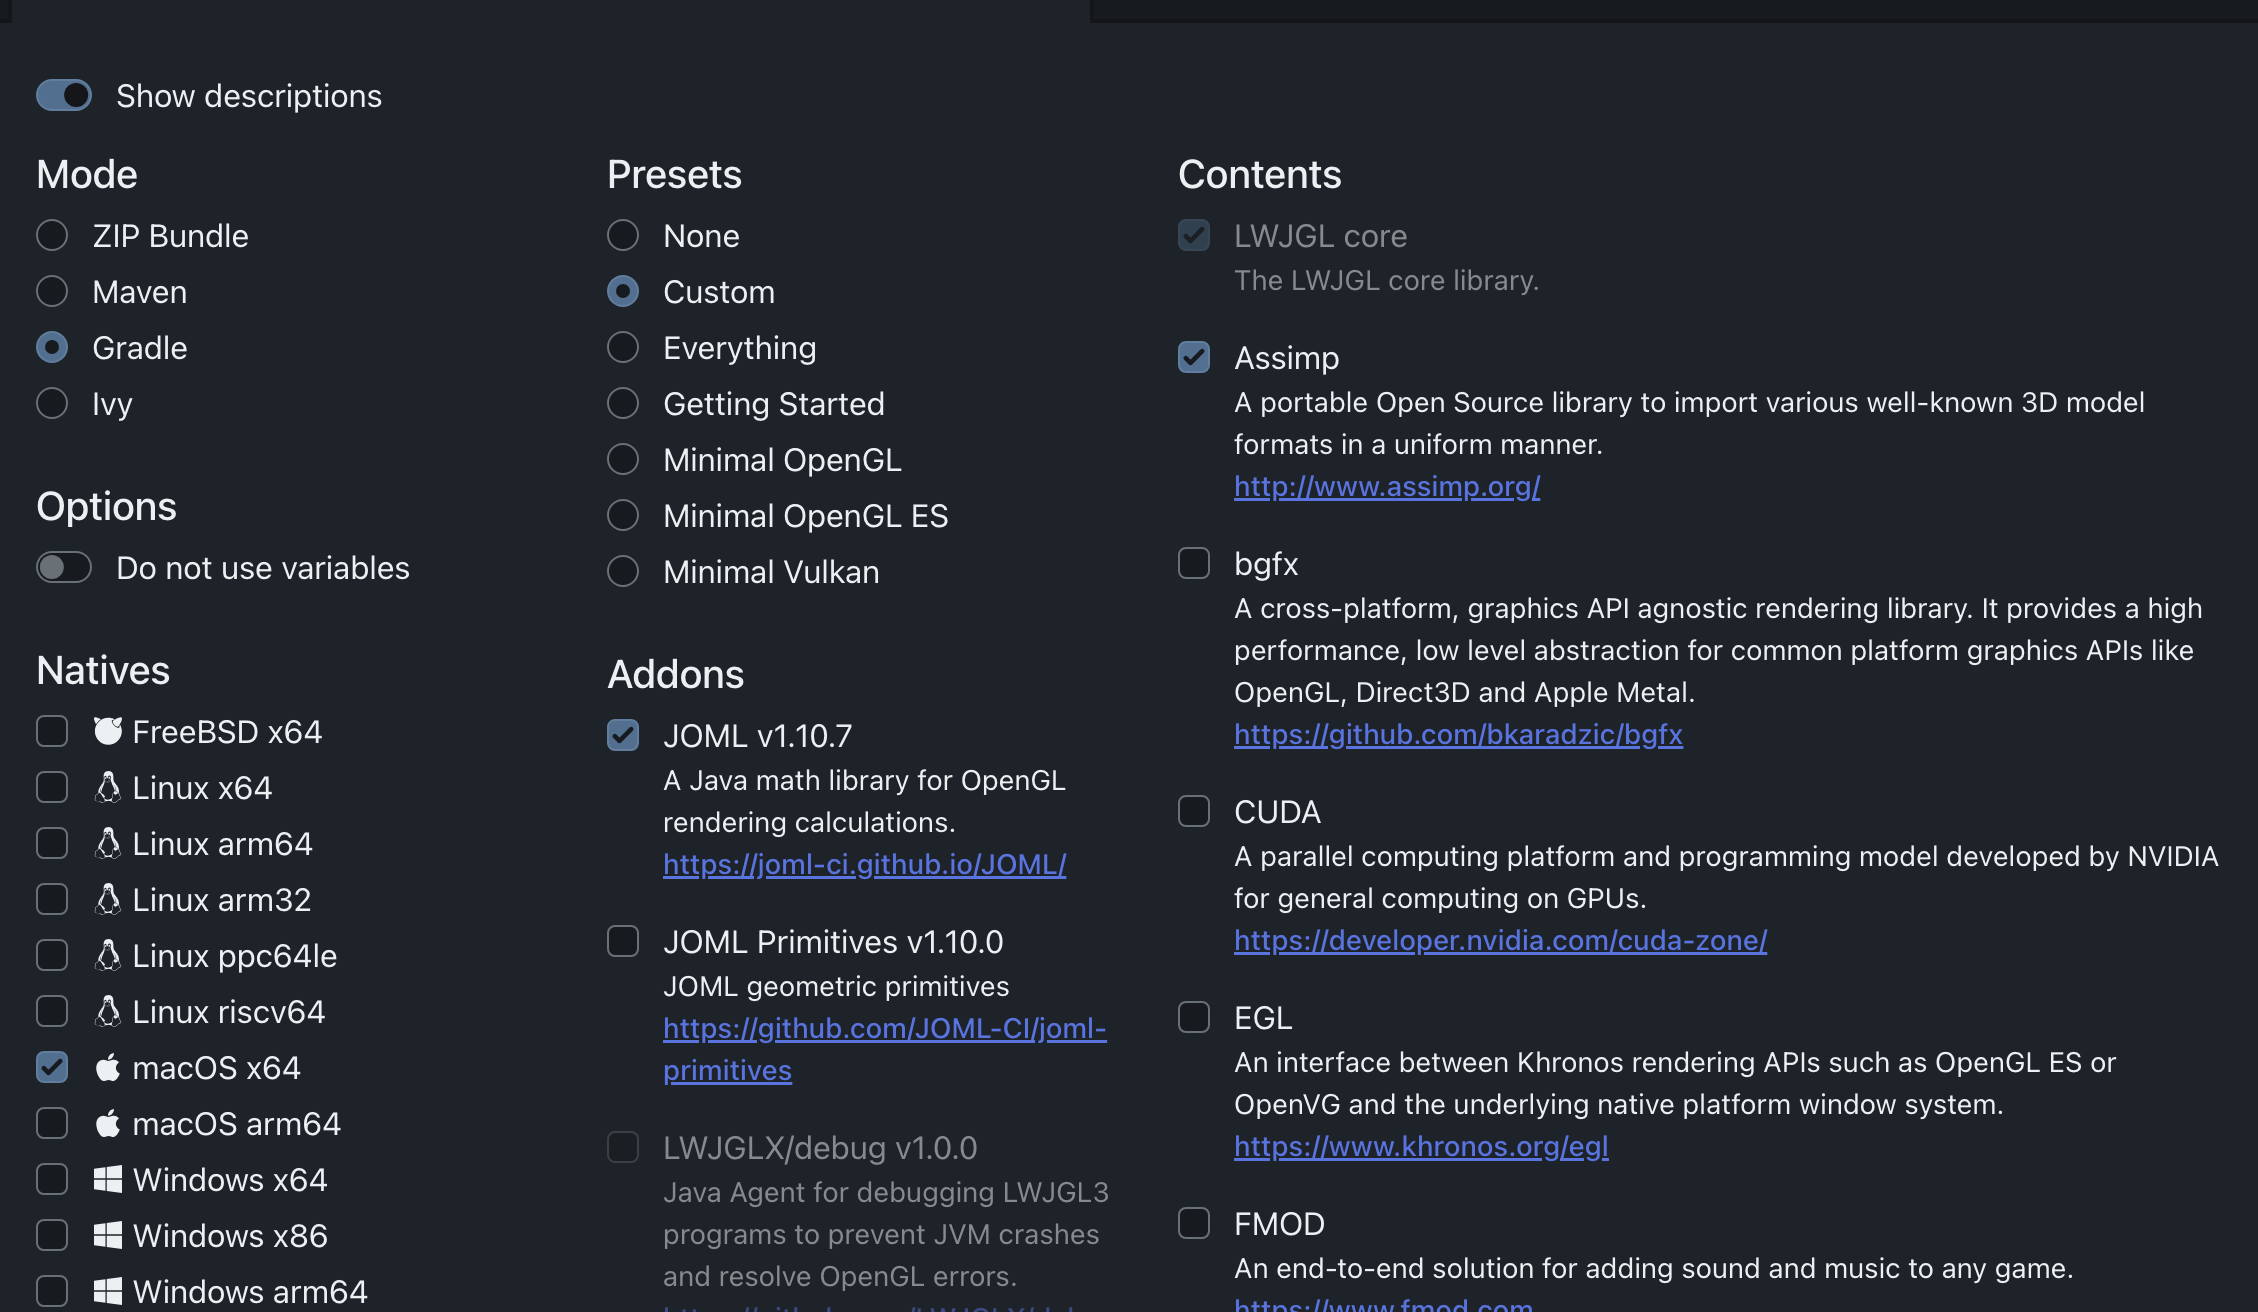 Show descriptions
Mode
ZIP Bundle
Maven
Gradle
Ivy
Options
Do not use variables
Natives
FreeBSD x64
Linux x64
Linux arm64
Linux arm32
Linux ppc64le
Linux riscv64
macOS x64
macOS arm64
Windows x64
Windows x86
Windows arm64
Presets
None
Custom
Everything
Getting Started
Minimal OpenGL
Minimal OpenGL ES
Minimal Vulkan
Addons
JOML v1.10.7
A Java math library for OpenGL
rendering calculations.
https://joml-ci.github.io/JOML/
JOML Primitives v1.10.0
JOML geometric primitives
https://github.com/JOML-CI/joml-
primitives
LWJGLX/debug v1.0.0
Java Agent for debugging LWJGL3
programs to prevent JVM crashes
and resolve OpenGL errors.
Contents
LWJGL core
The LWJGL core library.
Assimp
A portable Open Source library to import various well-known 3D model
formats in a uniform manner.
http://www.assimp.org/
bgfx
A cross-platform, graphics API agnostic rendering library. It provides a high
performance, low level abstraction for common platform graphics APIs like
OpenGL, Direct3D and Apple Metal.
https://github.com/bkaradzic/bgfx
CUDA
A parallel computing platform and programming model developed by NVIDIA
for general computing on GPUs.
https://developer.nvidia.com/cuda-zone/
EGL
An interface between Khronos rendering APIs such as OpenGL ES or
OpenVG and the underlying native platform window system.
https://www.khronos.org/egl
FMOD
An end-to-end solution for adding sound and music to any game.
https://www.fmod.com